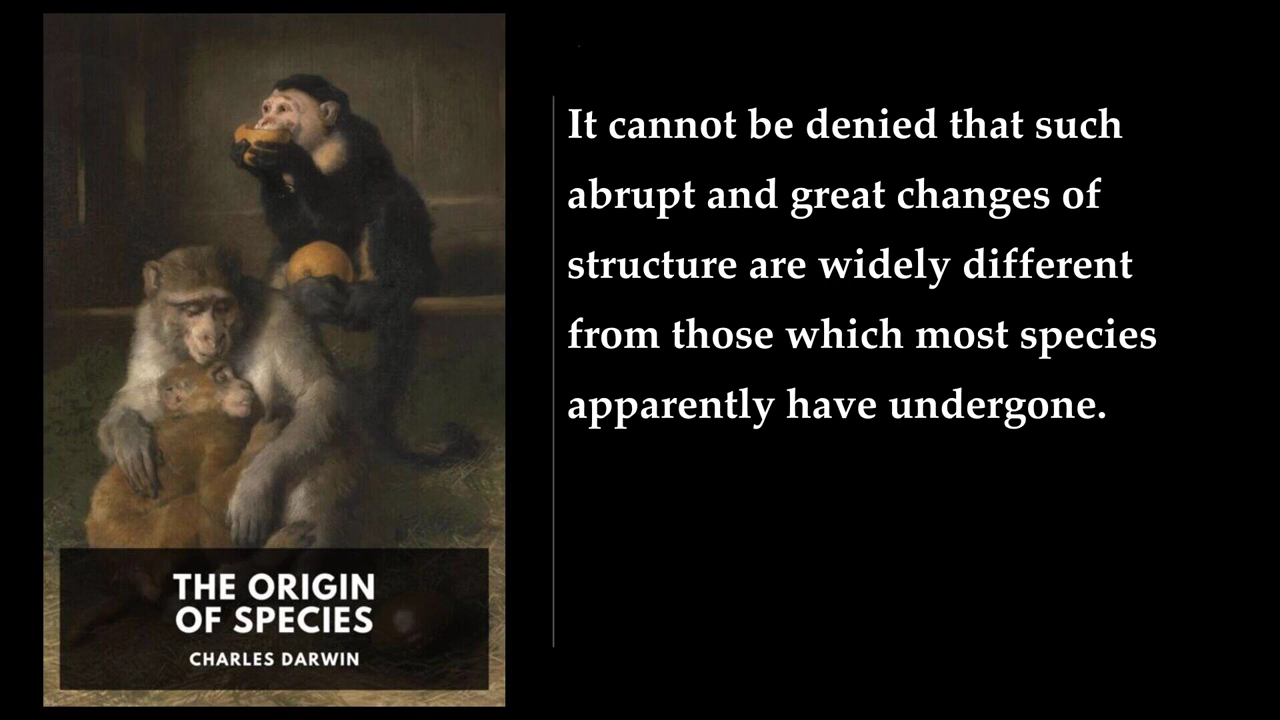 It cannot be denied that such
abrupt and great changes of
structure are widely different
from those which most species
apparently have undergone.
THE ORIGIN
OF SPECIES
CHARLES DARWIN